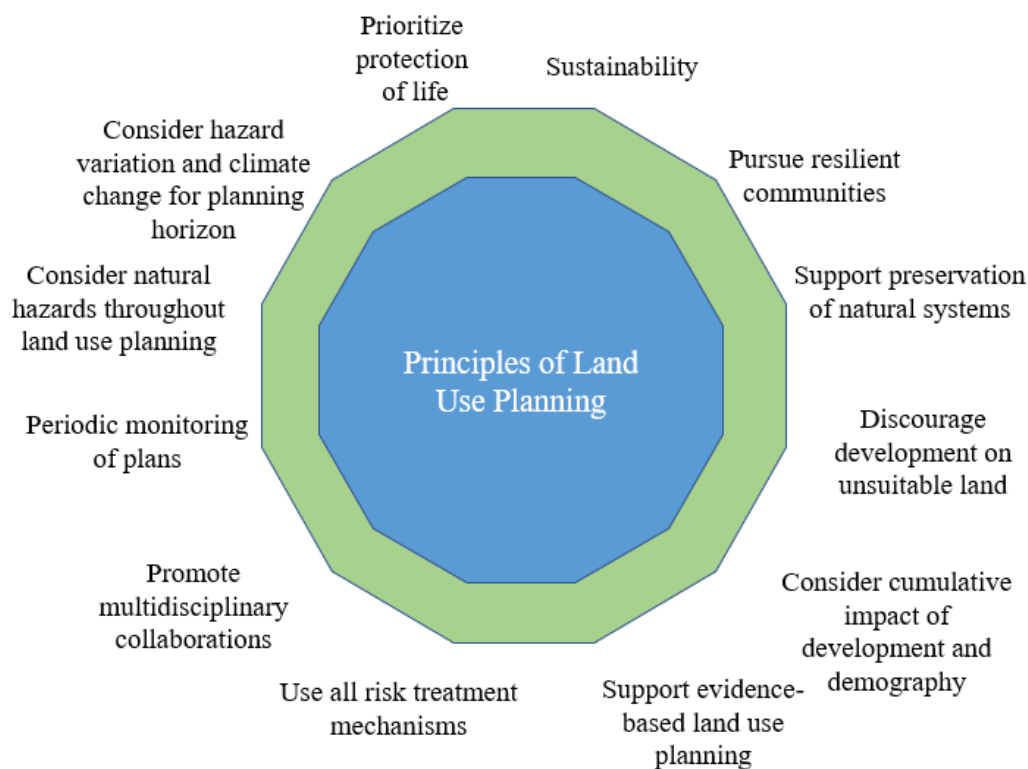 Prioritize
protection
of life
Sustainability
Pursue resilient
communities
Support preservation
of natural systems
Discourage
development on
unsuitable land
Consider cumulative
impact of
development and
demography
Support evidence-
based land use
planning
Use all risk treatment
mechanisms
Promote
multidisciplinary
collaborations
Periodic monitoring
of plans
Consider natural
hazards throughout
land use planning
Consider hazard
variation and climate
change for planning
horizon
Principles of Land
Use Planning